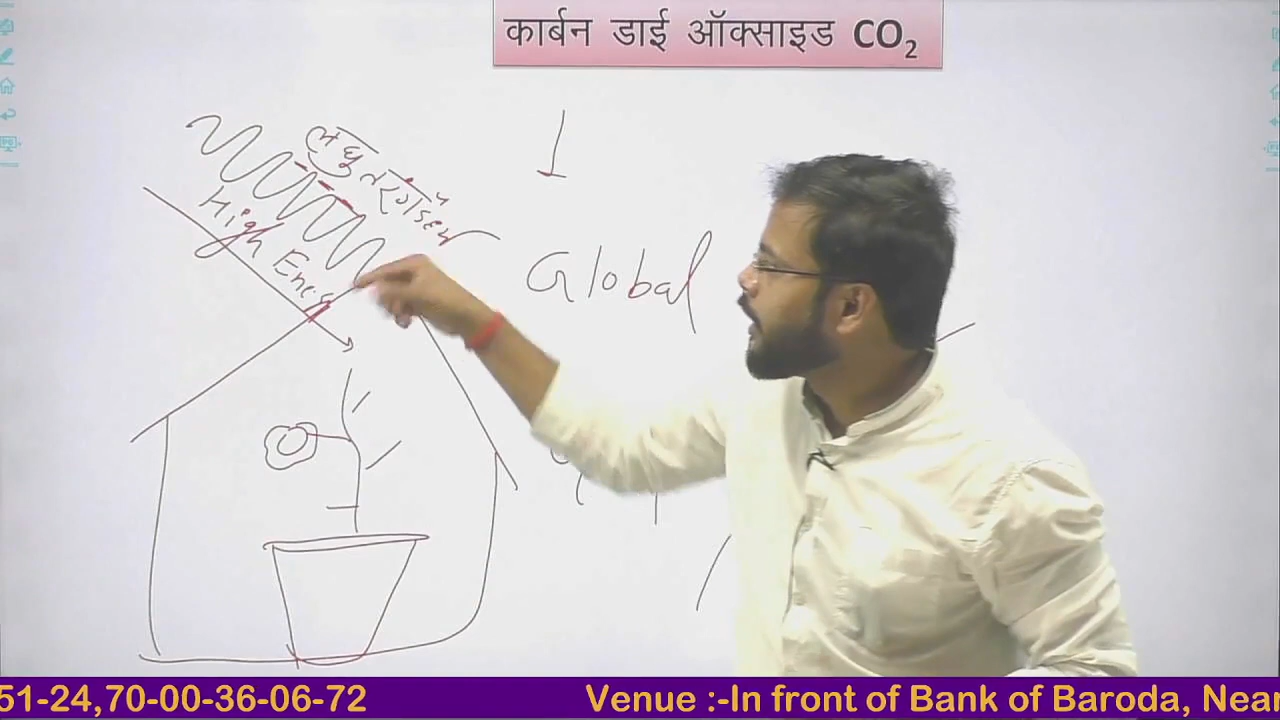 कार्बन डाई ऑक्साइड CO₂
लघु तरंगदैर्ध्य
High Energ
Global
51-24,70-00-36-06-72 Venue :-In front of Bank of Baroda, Near